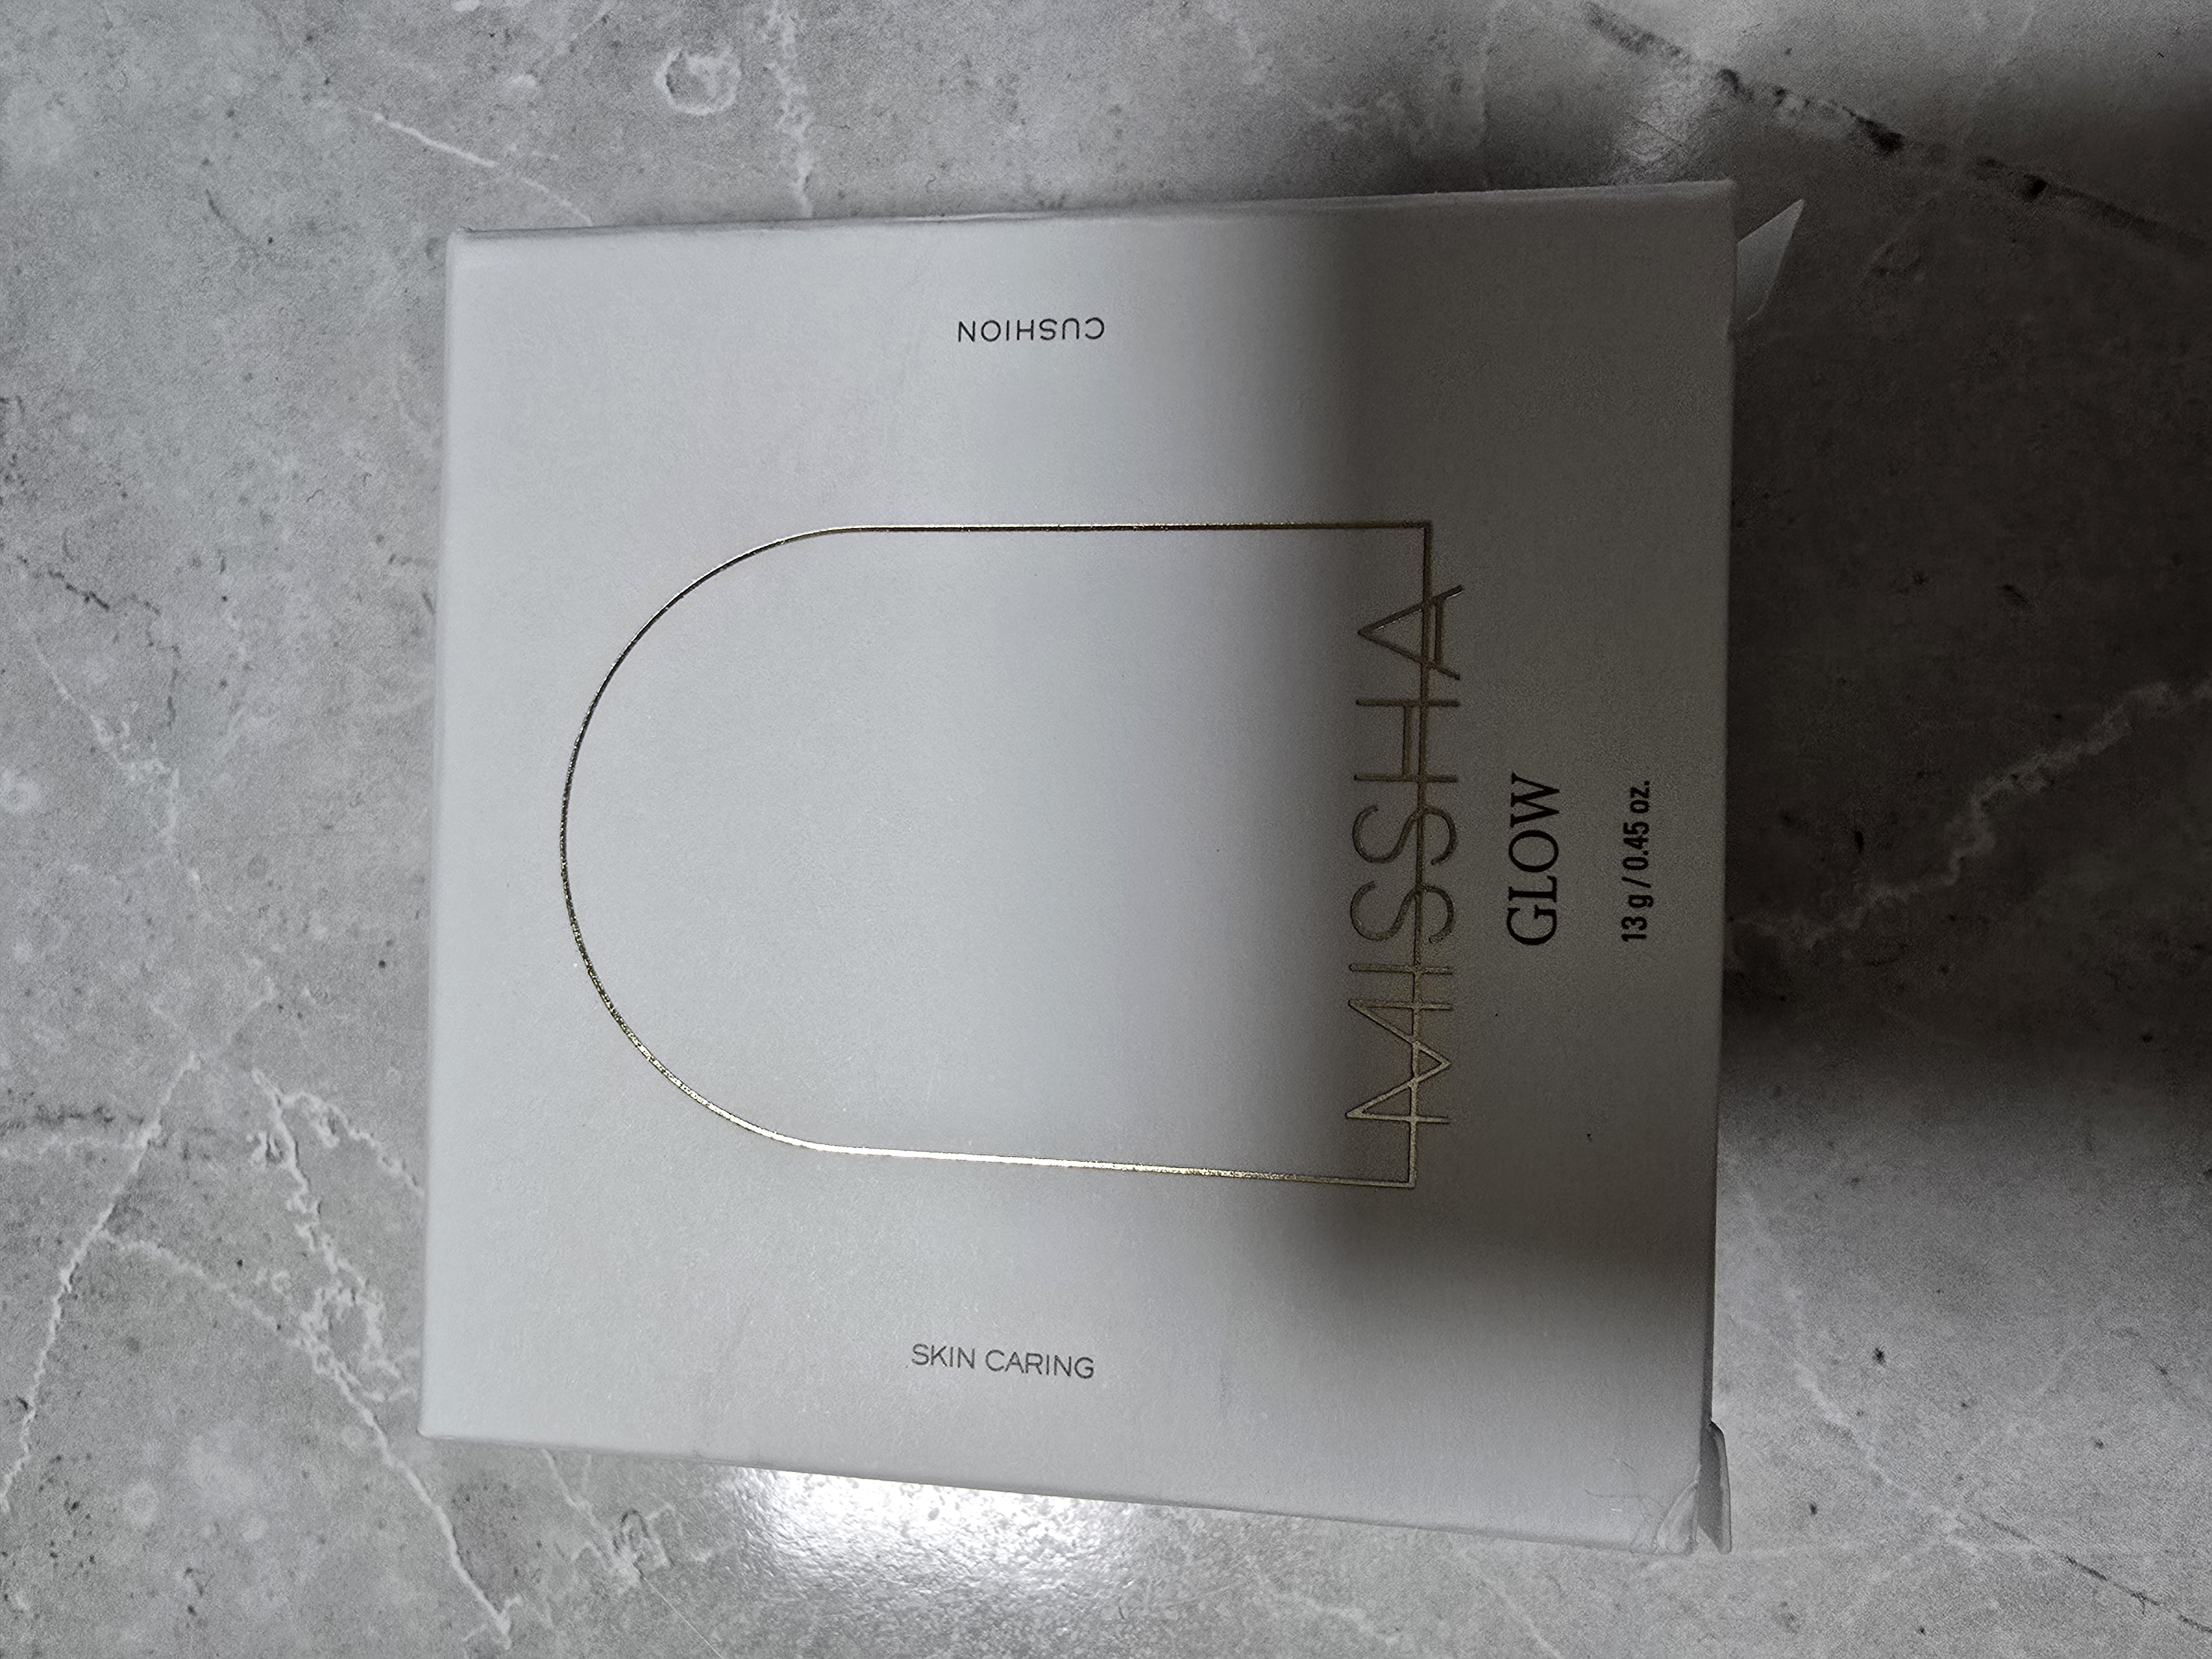 MISSHA
GLOW
13 g / 0.45 oz.
CUSHION
SKIN CARING